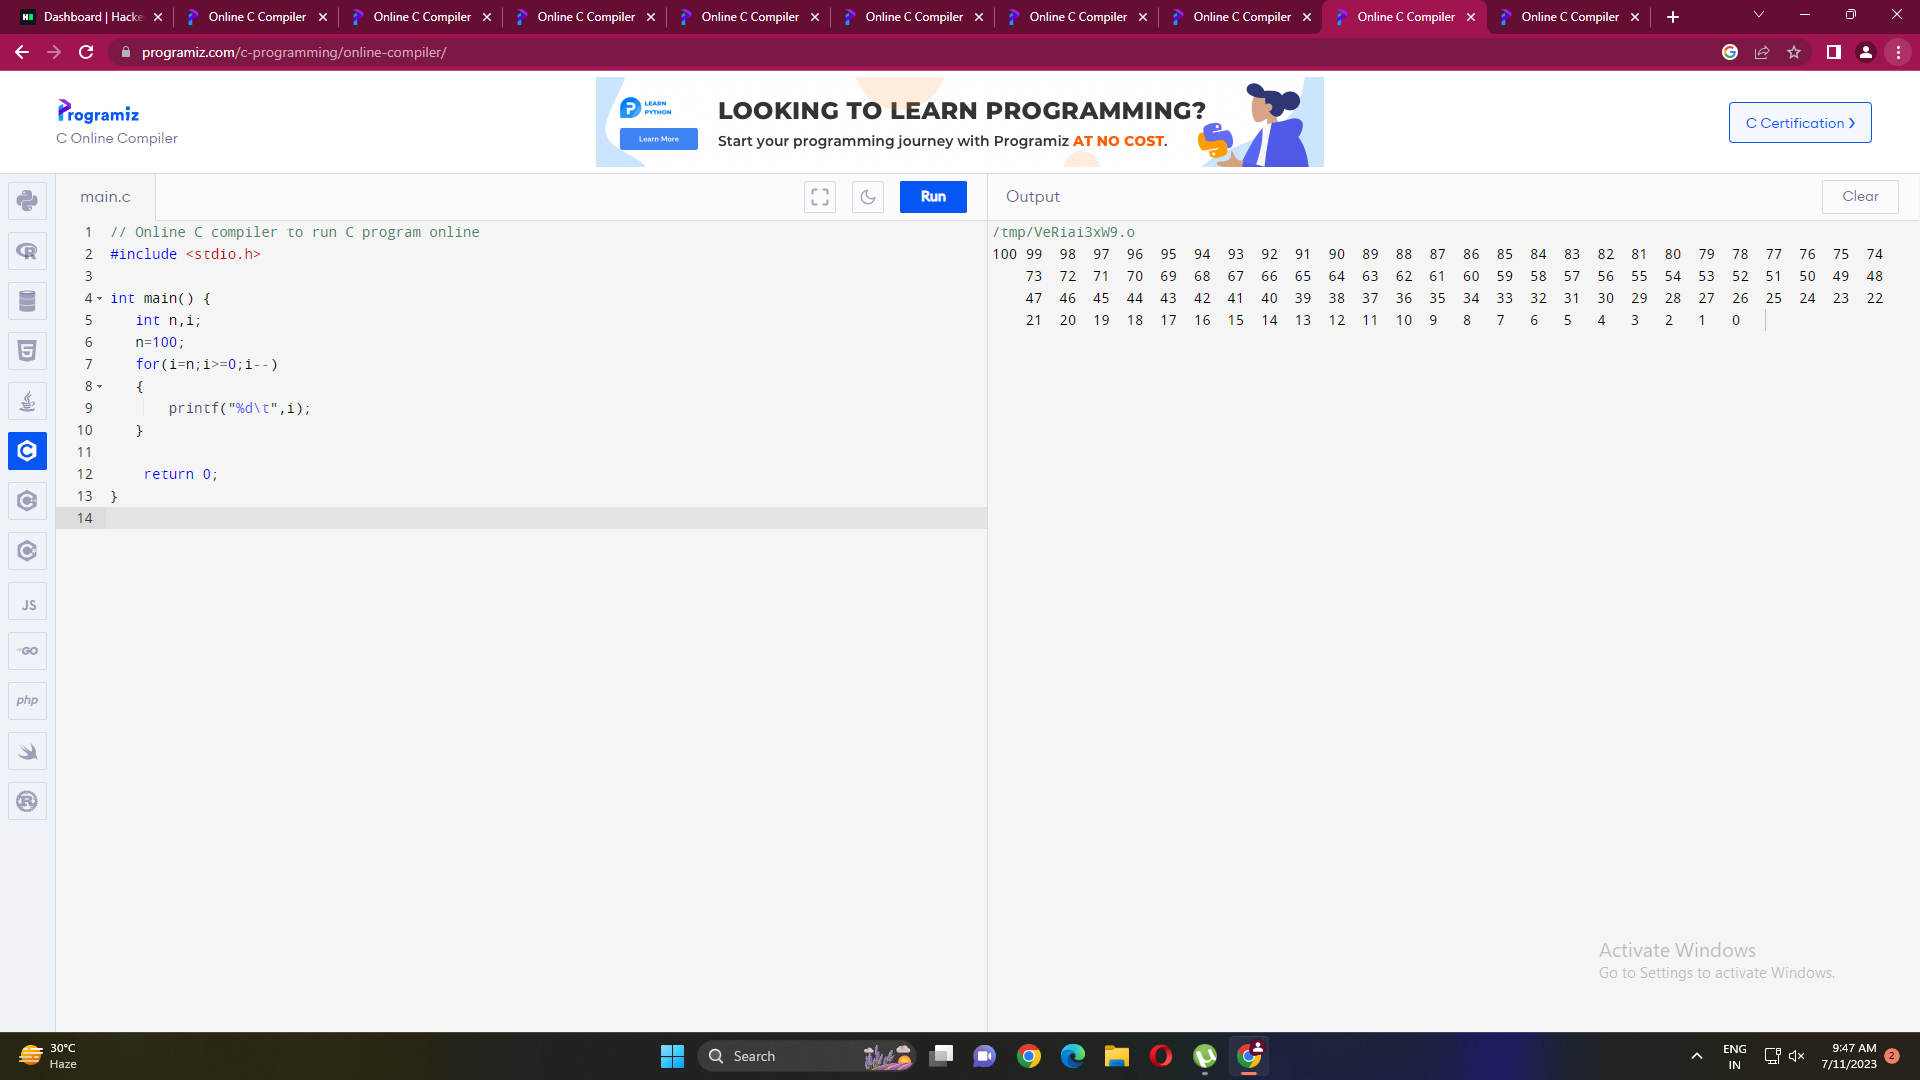 Dashboard | Hacke
Online C Compiler
Online C Compiler
Online C Compiler
Online C Compiler
Online C Compiler
Online C Compiler
Online C Compiler
Online C Compiler
Online C Compiler
programiz.com/c-programming/online-compiler/
Programiz
C Online Compiler
LEARN
PYTHON
Learn More
LOOKING TO LEARN PROGRAMMING?
Start your programming journey with Programiz AT NO COST.
C Certification >
main.c
Run
Output
Clear
1 // Online C compiler to run C program online
2 #include <stdio.h>
3
4 int main() {
5 int n,i;
6 n=100;
7 for(i=n;i>=0;i--)
8 {
9 printf("%d\t",i);
10 }
11
12 return 0;
13 }
14
/tmp/VeRiai3xW9.o
100 99 98 97 96 95 94 93 92 91 90 89 88 87 86 85 84 83 82 81 80 79 78 77 76 75 74
73 72 71 70 69 68 67 66 65 64 63 62 61 60 59 58 57 56 55 54 53 52 51 50 49 48
47 46 45 44 43 42 41 40 39 38 37 36 35 34 33 32 31 30 29 28 27 26 25 24 23 22
21 20 19 18 17 16 15 14 13 12 11 10 9 8 7 6 5 4 3 2 1 0
JS
GO
php
Activate Windows
Go to Settings to activate Windows.
30°C
Haze
Search
ENG
IN
9:47 AM
7/11/2023
2